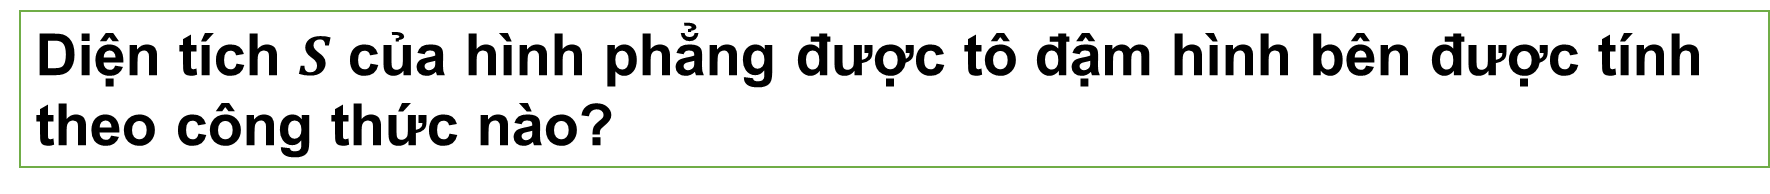 Diện tích S của hình phẳng được tô đậm hình bên được tính
theo công thức nào?